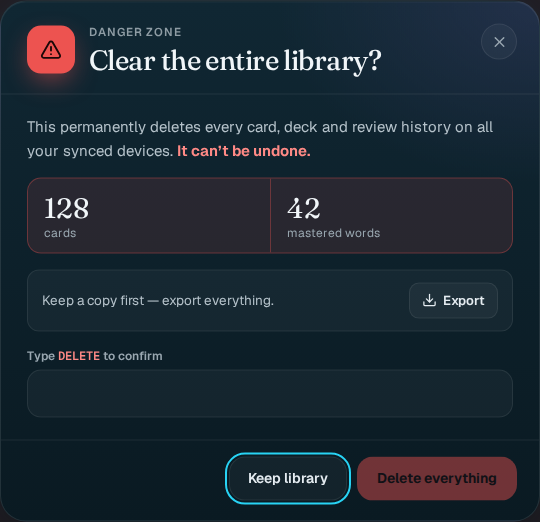 DANGER ZONE
Clear the entire library?
This permanently deletes every card, deck and review history on all
your synced devices. It can’t be undone.
128
cards
42
mastered words
Keep a copy first — export everything.
Export
Type DELETE to confirm
Keep library
Delete everything